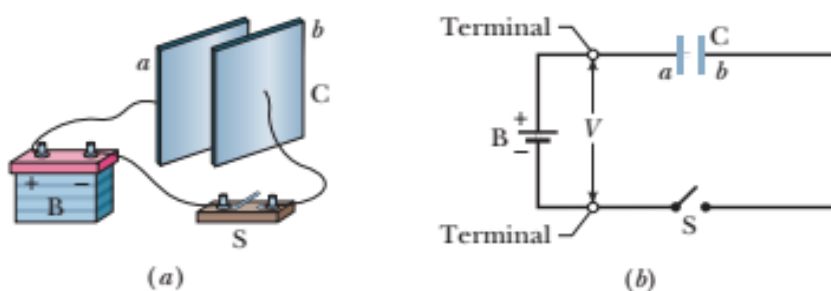 a
b
C
+ −
B
S
(a)
Terminal
C
a b
B + −
V
S
Terminal
(b)